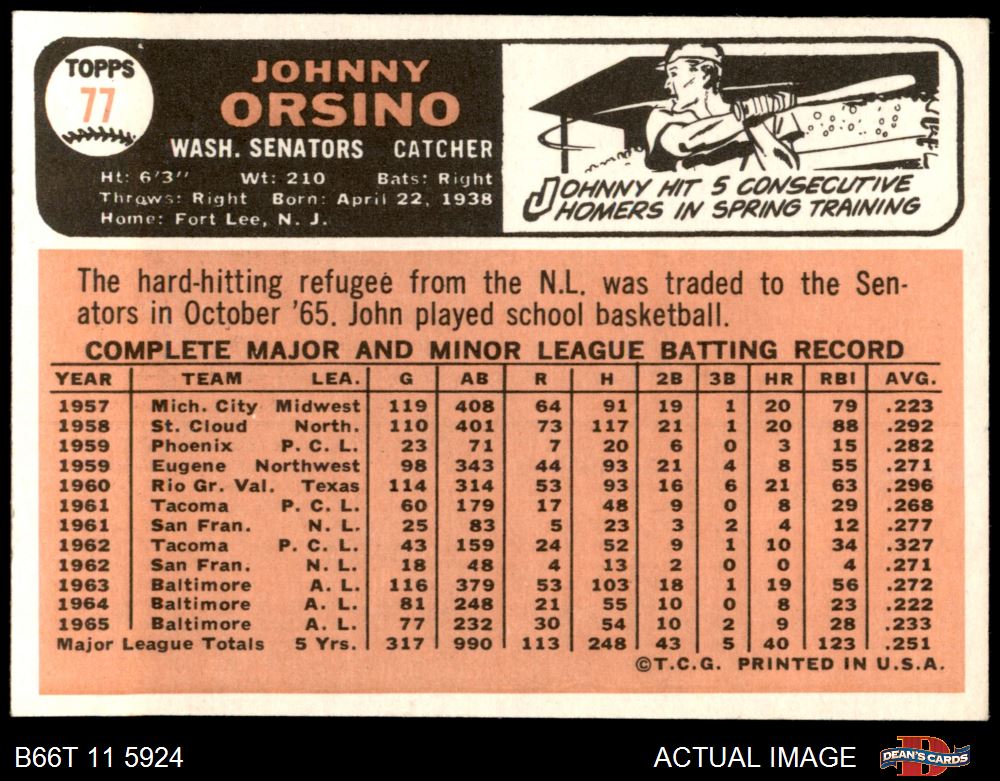 TOPPS
77
JOHNNY
ORSINO
WASH. SENATORS CATCHER
Ht: 6'3" Wt: 210 Bats: Right
Throws: Right Born: April 22, 1938
Home: Fort Lee, N. J.
JOHNNY HIT 5 CONSECUTIVE
HOMERS IN SPRING TRAINING
The hard-hitting refugee from the N.L. was traded to the Sen-
ators in October '65. John played school basketball.
COMPLETE MAJOR AND MINOR LEAGUE BATTING RECORD
YEAR TEAM LEA. G AB R H 2B 3B HR RBI AVG.
1957 Mich. City Midwest 119 408 64 91 19 1 20 79 .223
1958 St. Cloud North. 110 401 73 117 21 1 20 88 .292
1959 Phoenix P. C. L. 23 71 7 20 6 0 3 15 .282
1959 Eugene Northwest 98 343 44 93 21 4 8 55 .271
1960 Rio Gr. Val. Texas 114 314 53 93 16 6 21 63 .296
1961 Tacoma P. C. L. 60 179 17 48 9 0 8 29 .268
1961 San Fran. N. L. 25 83 5 23 3 2 4 12 .277
1962 Tacoma P. C. L. 43 159 24 52 9 1 10 34 .327
1962 San Fran. N. L. 18 48 4 13 2 0 0 4 .271
1963 Baltimore A. L. 116 379 53 103 18 1 19 56 .272
1964 Baltimore A. L. 81 248 21 55 10 0 8 23 .222
1965 Baltimore A. L. 77 232 30 54 10 2 9 28 .233
Major League Totals 5 Yrs. 317 990 113 248 43 5 40 123 .251
©T.C.G. PRINTED IN U.S.A.
B66T 11 5924 ACTUAL IMAGE DEAN'S CARDS